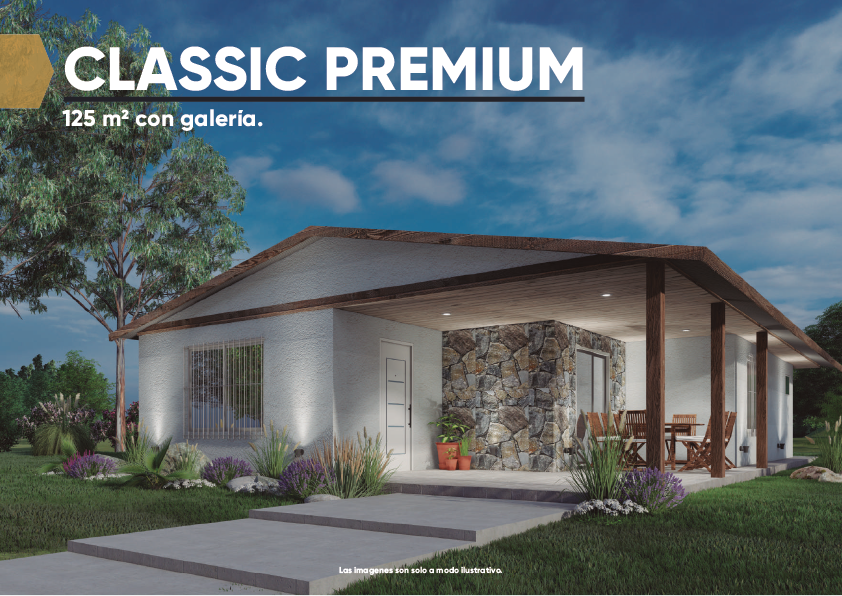 CLASSIC PREMIUM
125 m² con galería.
Las imagenes son solo a modo ilustrativo.